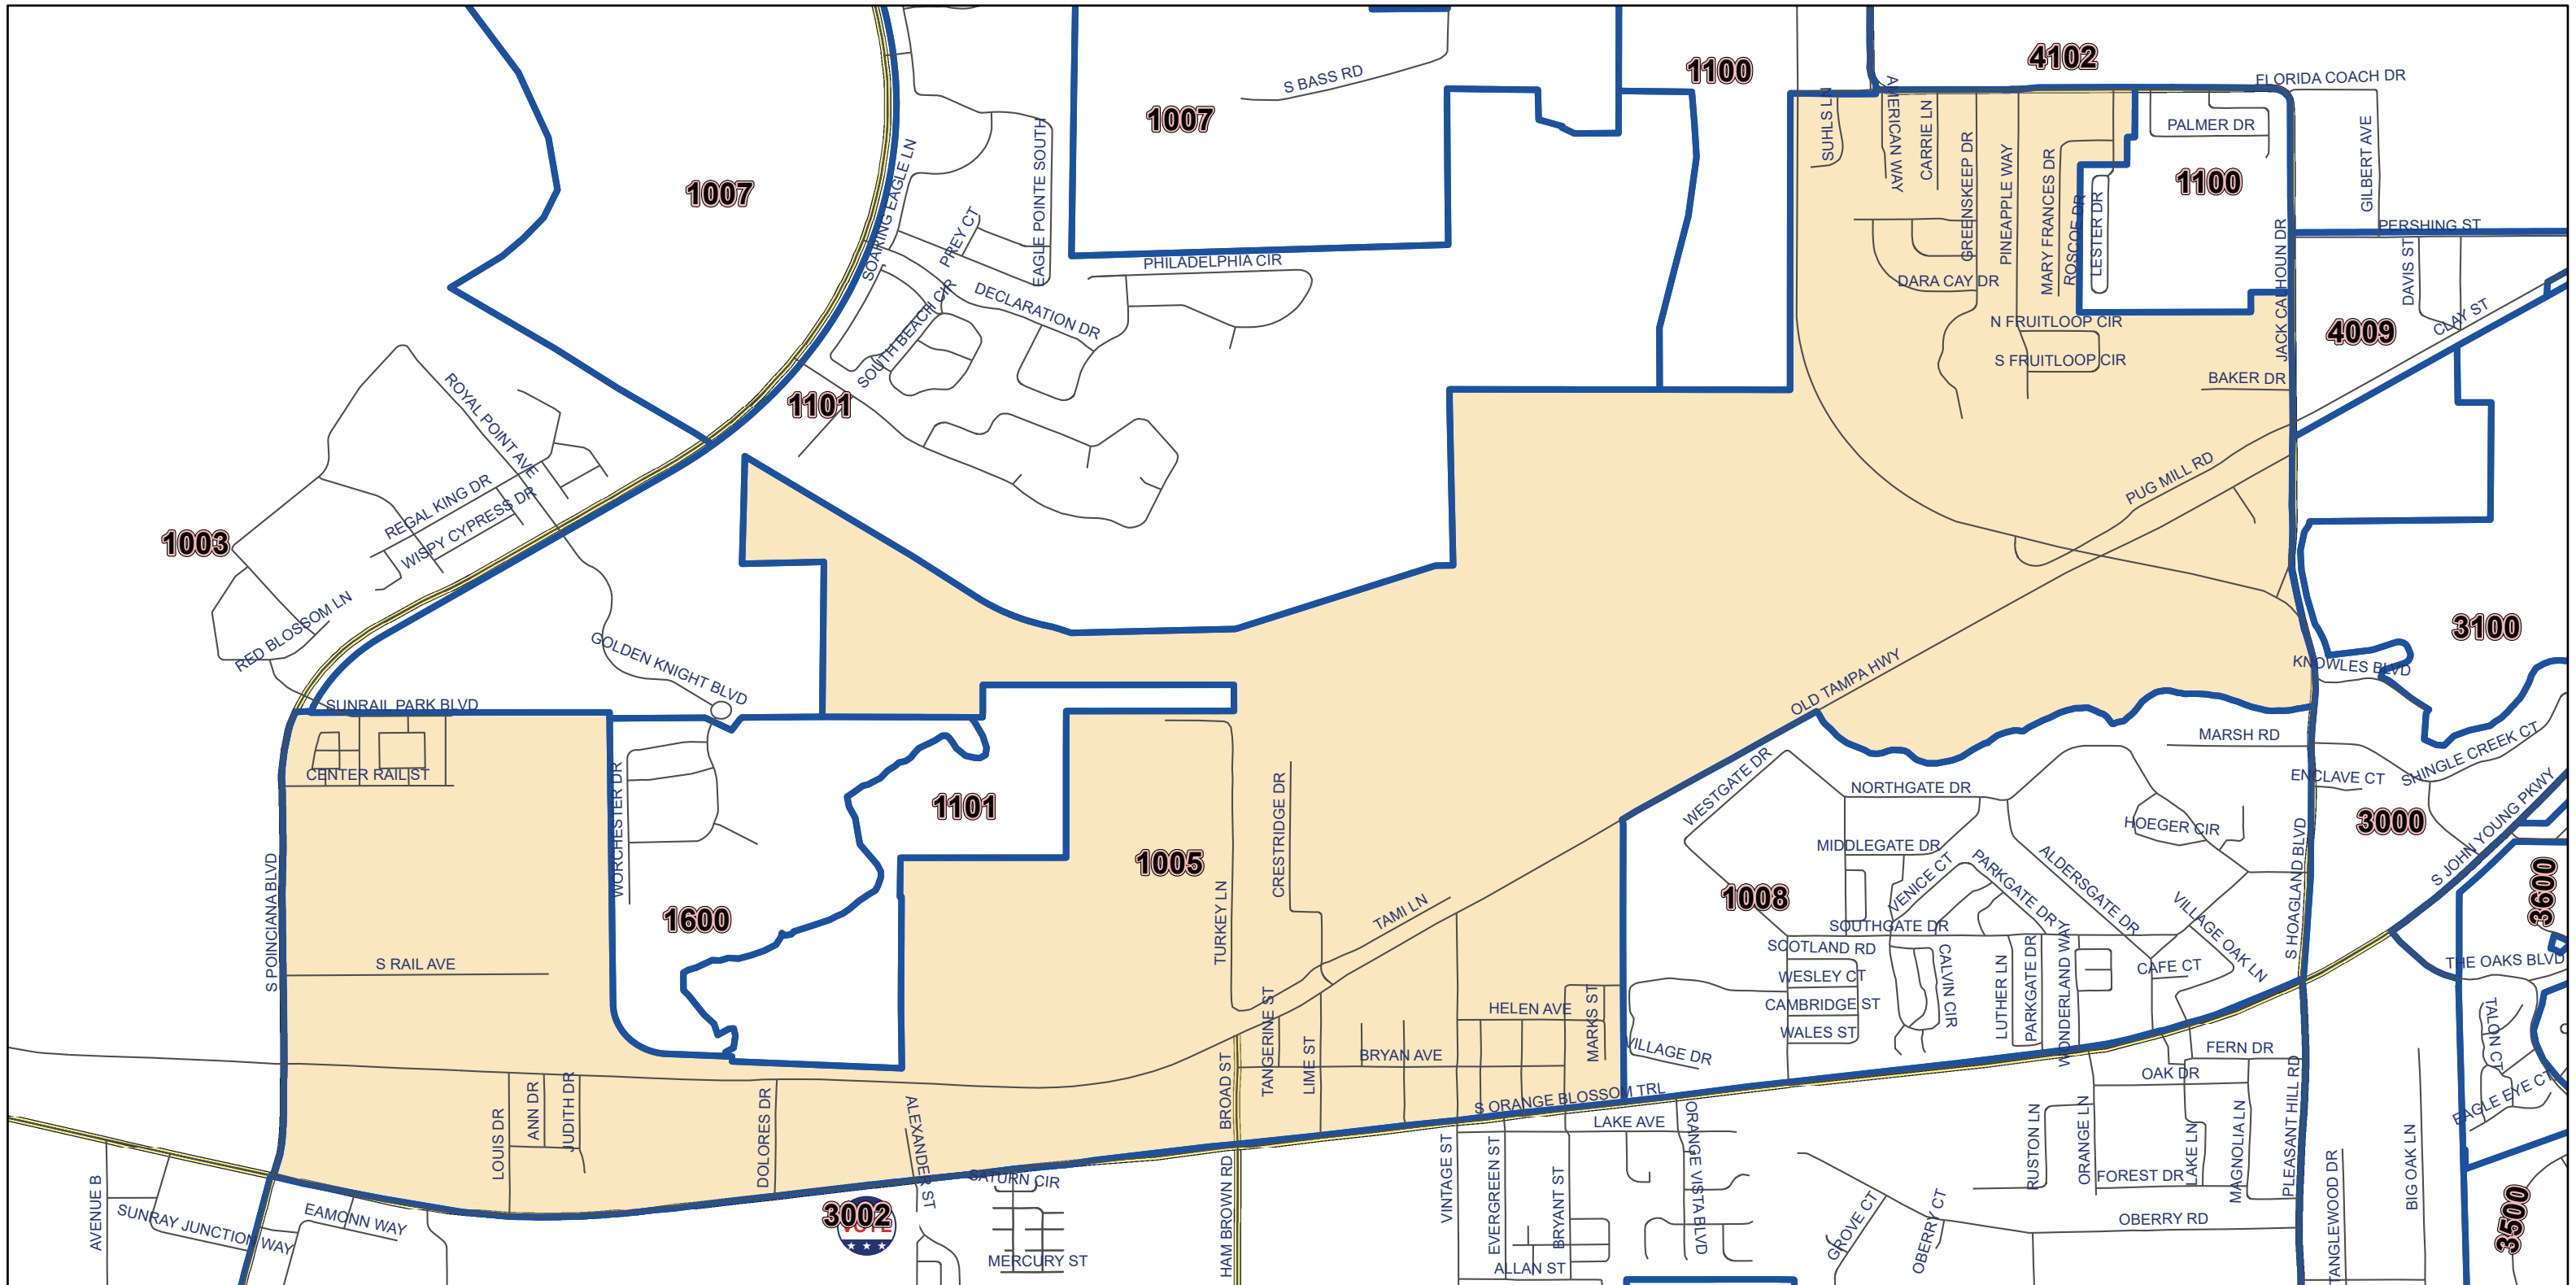 4102
FLORIDA COACH DR
1100
S BASS RD
1007
SUHLS LN
AMERICAN WAY
CARRIE LN
GREENSKEEP DR
PINEAPPLE WAY
MARY FRANCES DR
ROSCOE DR
LESTER DR
PALMER DR
1100
GILBERT AVE
JACK CALHOUN DR
PERSHING ST
DAVIS ST
CLAY ST
4009
1007
SOARING EAGLE LN
PREY CT
EAGLE POINTE SOUTH
PHILADELPHIA CIR
DECLARATION DR
SOUTH BEACH CIR
DARA CAY DR
N FRUITLOOP CIR
S FRUITLOOP CIR
BAKER DR
1101
ROYAL POINT AVE
REGAL KING DR
WISPY CYPRESS DR
1003
RED BLOSSOM LN
PUG MILL RD
3100
KNOWLES BLVD
GOLDEN KNIGHT BLVD
SUNRAIL PARK BLVD
OLD TAMPA HWY
MARSH RD
SHINGLE CREEK CT
ENCLAVE CT
CENTER RAIL ST
WORCHESTER DR
1101
CRESTRIDGE DR
WESTGATE DR
NORTHGATE DR
HOEGER CIR
3000
S JOHN YOUNG PKWY
S POINCIANA BLVD
1005
TURKEY LN
MIDDLEGATE DR
VENICE CT
PARKGATE DR
ALDERSGATE DR
VILLAGE OAK LN
S HOAGLAND BLVD
3600
1600
1008
TAMI LN
SOUTHGATE DR
SCOTLAND RD
WESLEY CT
CAMBRIDGE ST
WALES ST
CALVIN CIR
LUTHER LN
PARKGATE DR
WONDERLAND WAY
CAFE CT
THE OAKS BLVD
S RAIL AVE
TANGERINE ST
LIME ST
HELEN AVE
MARKS ST
VILLAGE DR
BRYAN AVE
BROAD ST
TALON CT
EAGLE EYE CT
FERN DR
OAK DR
PLEASANT HILL RD
LOUIS DR
ANN DR
JUDITH DR
DOLORES DR
ALEXANDER ST
S ORANGE BLOSSOM TRL
LAKE AVE
ORANGE VISTA BLVD
RUSTON LN
ORANGE LN
LAKE LN
MAGNOLIA LN
FOREST DR
BIG OAK LN
TANGLEWOOD DR
3500
AVENUE B
SUNRAY JUNCTION WAY
EAMONN WAY
3002
VOTE
SATURN CIR
MERCURY ST
HAM BROWN RD
VINTAGE ST
EVERGREEN ST
BRYANT ST
ALLAN ST
GROVE CT
OBERRY CT
OBERRY RD